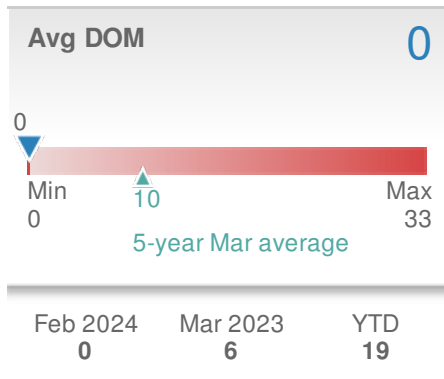 Avg DOM 0
0
Min 10 Max
0 33
5-year Mar average
Feb 2024 Mar 2023 YTD
0 6 19